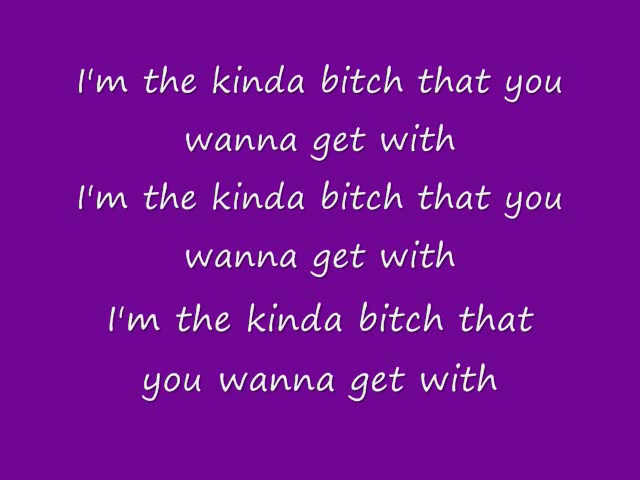 I'm the kinda bitch that you
wanna get with
I'm the kinda bitch that you
wanna get with
I'm the kinda bitch that
you wanna get with